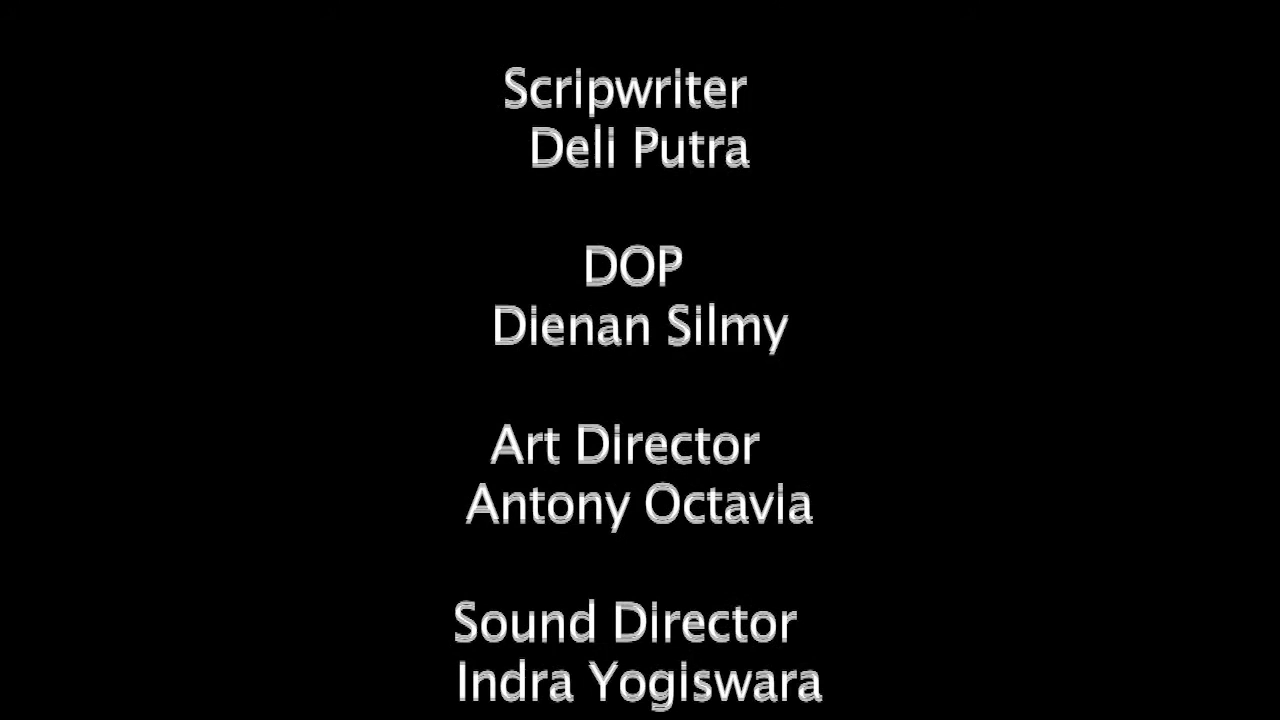 Scripwriter
Deli Putra
DOP
Dienan Silmy
Art Director
Antony Octavia
Sound Director
Indra Yogiswara